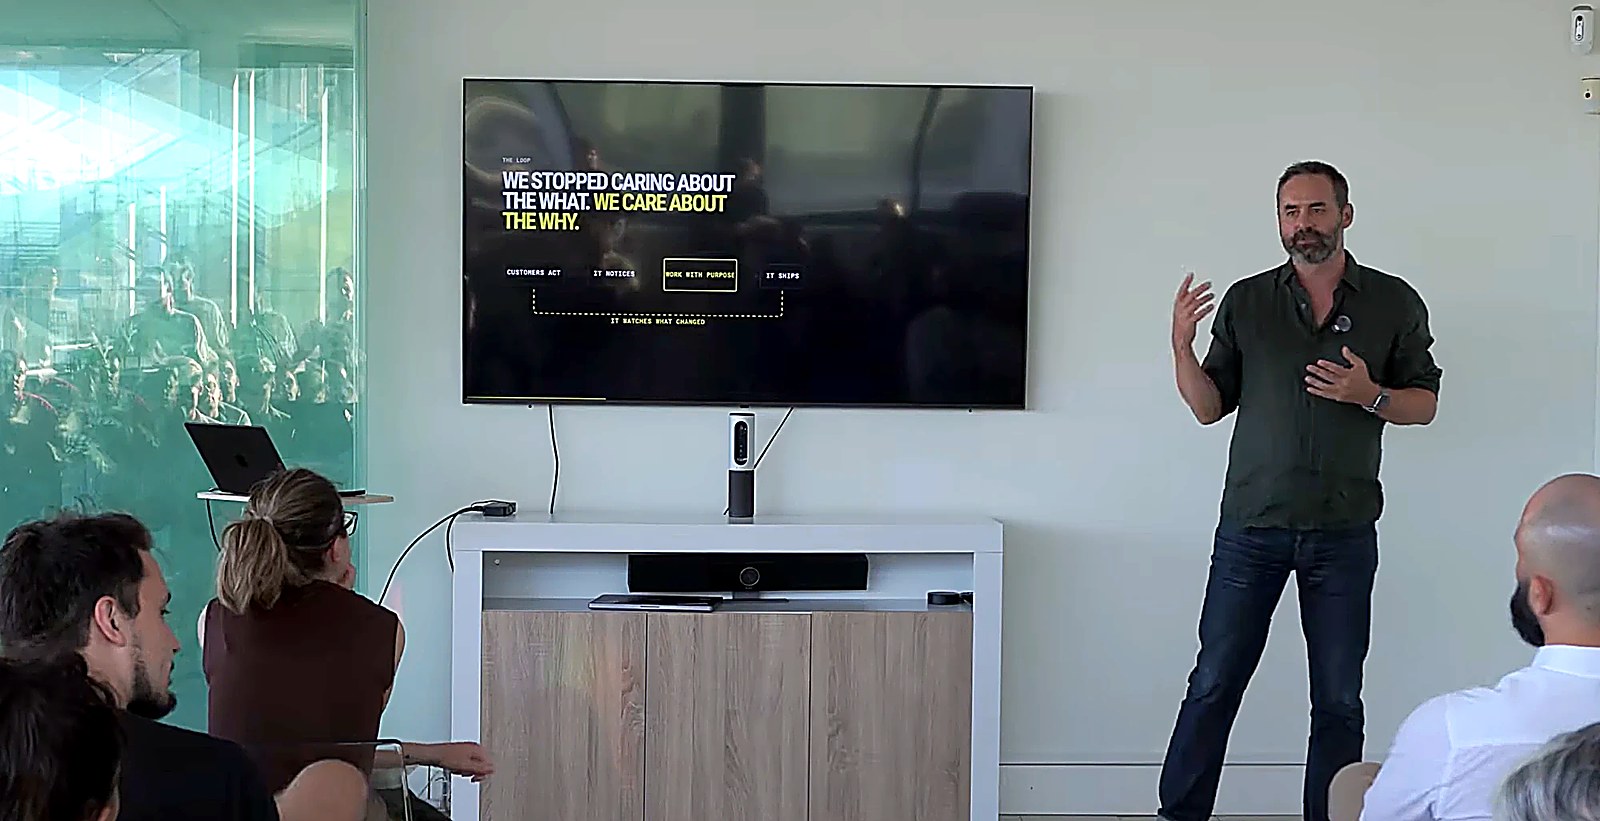 THE LOOP
WE STOPPED CARING ABOUT
THE WHAT. WE CARE ABOUT
THE WHY.
CUSTOMERS ACT
IT NOTICES
WORK WITH PURPOSE
IT SHIPS
IT WATCHES WHAT CHANGED